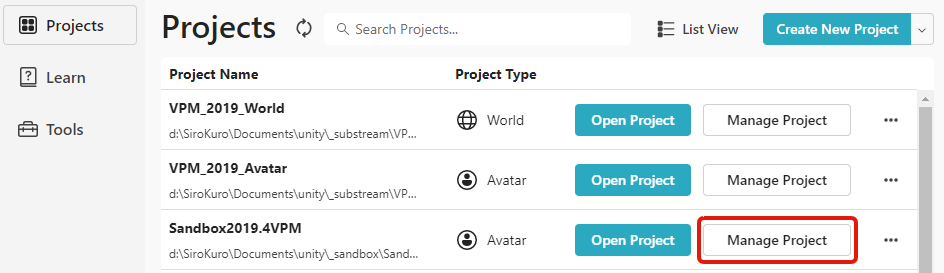 Projects
Learn
Tools
Projects
Search Projects...
List View
Create New Project
Project Name Project Type
VPM_2019_World
d:\SiroKuro\Documents\unity\_substream\VP...
World
Open Project
Manage Project
VPM_2019_Avatar
d:\SiroKuro\Documents\unity\_substream\VP...
Avatar
Open Project
Manage Project
Sandbox2019.4VPM
d:\SiroKuro\Documents\unity\_sandbox\Sand...
Avatar
Open Project
Manage Project